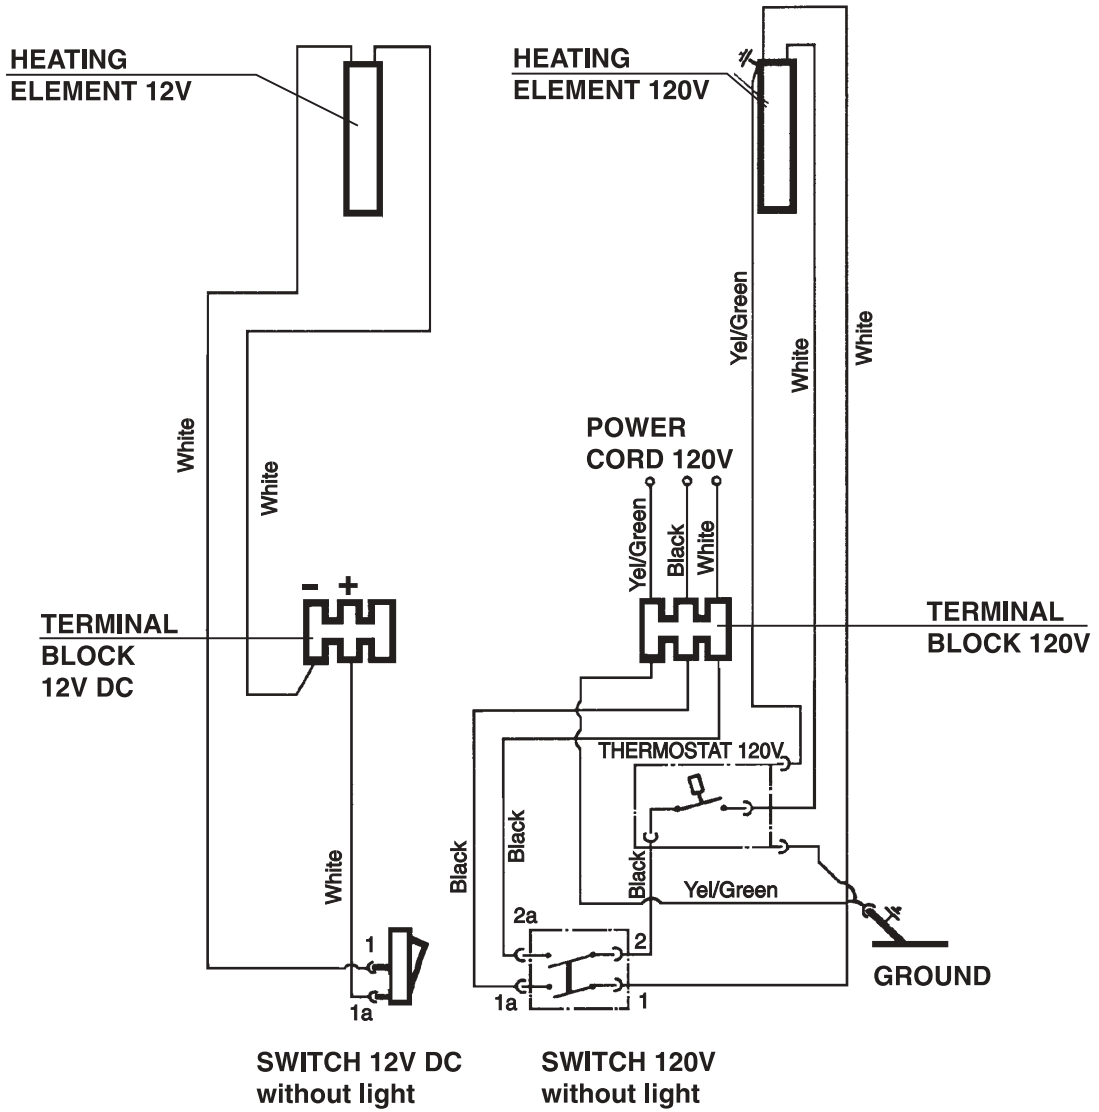 HEATING
ELEMENT 12V
HEATING
ELEMENT 120V
Yel/Green
White
White
White
White
POWER
CORD 120V
Yel/Green
Black
White
- +
TERMINAL
BLOCK
12V DC
TERMINAL
BLOCK 120V
THERMOSTAT 120V
White
Black
Black
Black
Yel/Green
2a
2
1
1a
1a
1
GROUND
SWITCH 12V DC
without light
SWITCH 120V
without light